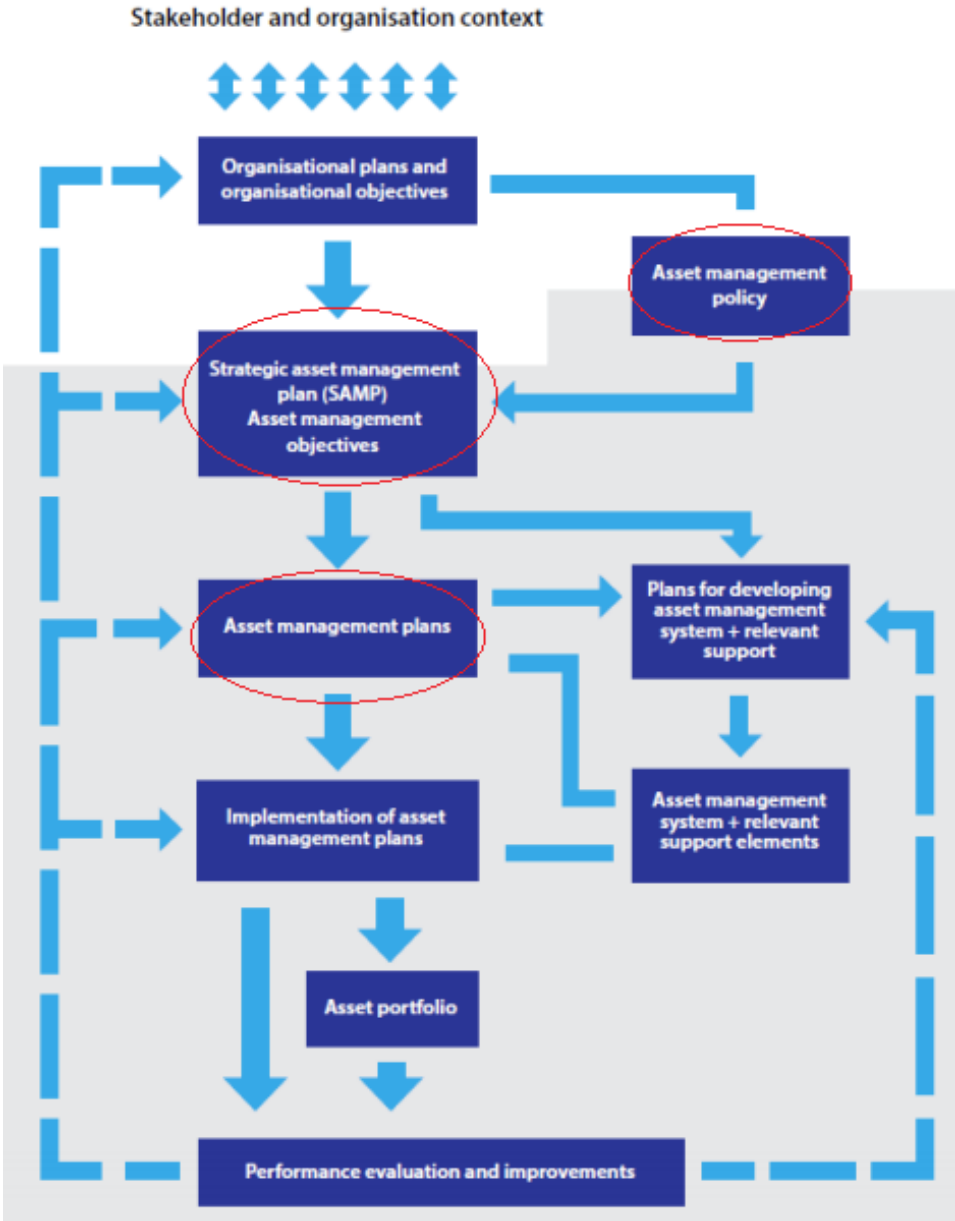 Stakeholder and organisation context
Organisational plans and
organisational objectives
Asset management
policy
Strategic asset management
plan (SAMP)
Asset management
objectives
Asset management plans
Plans for developing
asset management
system + relevant
support
Implementation of asset
management plans
Asset management
system + relevant
support elements
Asset portfolio
Performance evaluation and improvements